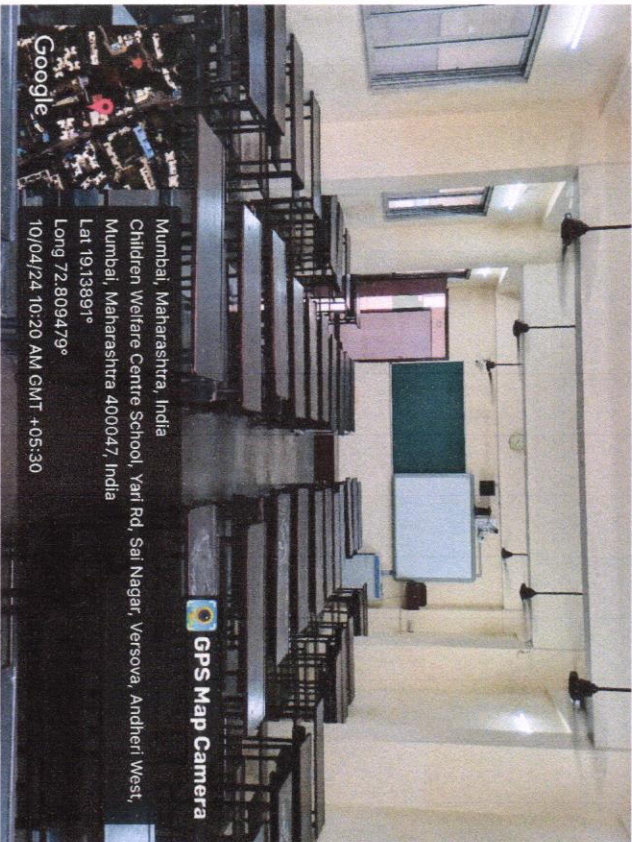 GPS Map Camera
Mumbai, Maharashtra, India
Children Welfare Centre School, Yari Rd, Sai Nagar, Versova, Andheri West,
Mumbai, Maharashtra 400047, India
Lat 19.13891°
Long 72.809479°
10/04/24 10:20 AM GMT +05:30
Google